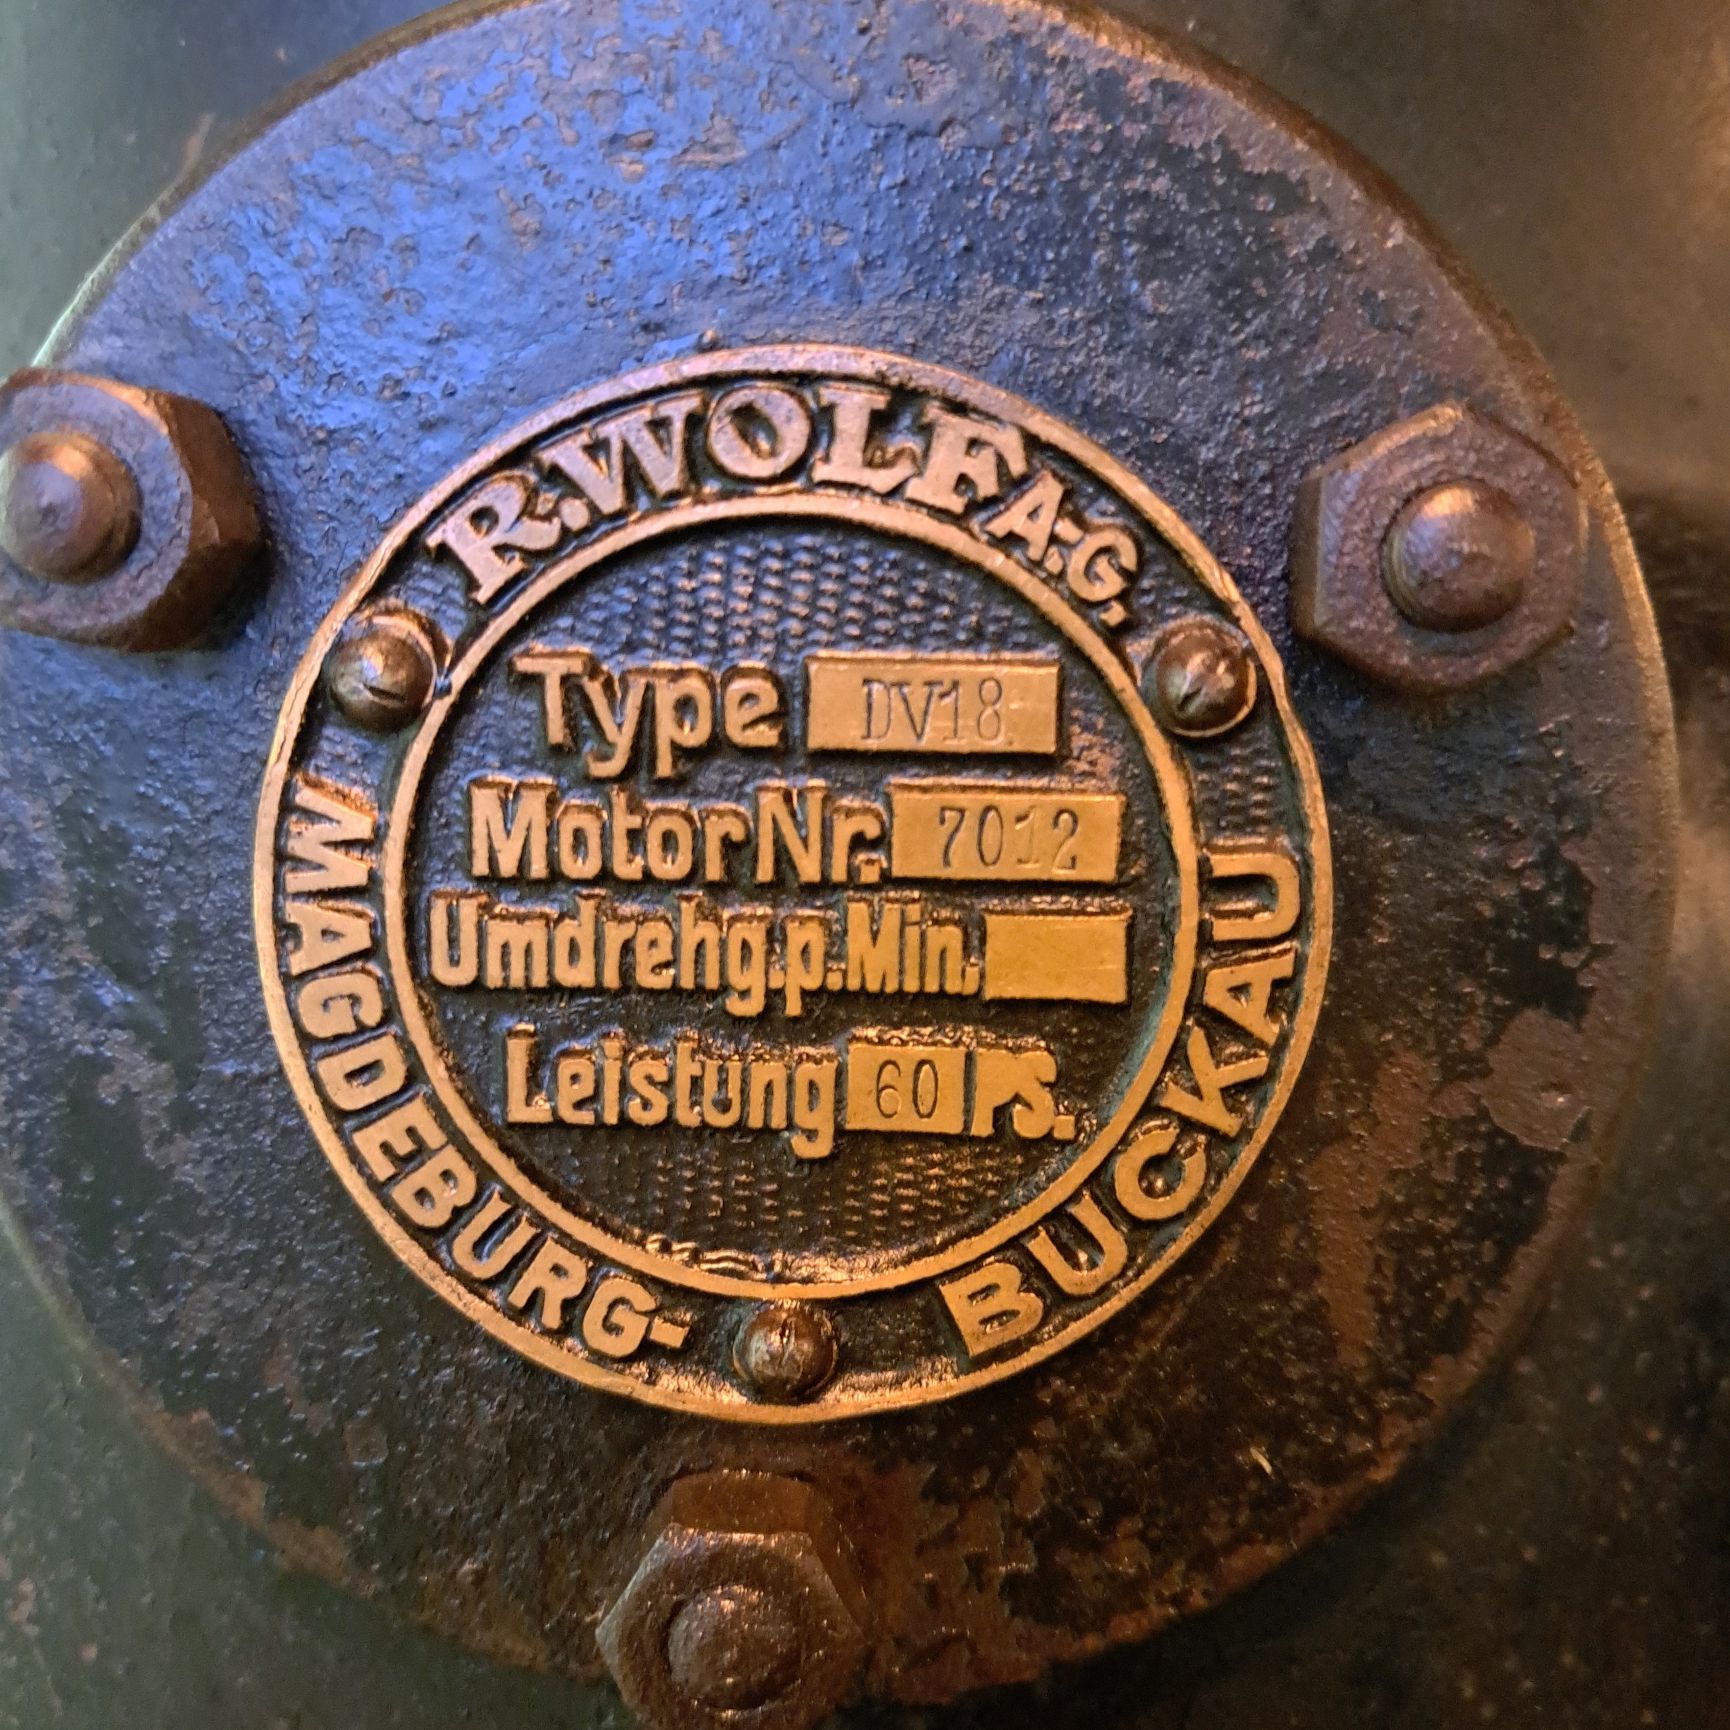 R.WOLF A.-G.,
Type DV18
Motor Nr. 7012
Umdrehg.p.Min.
Leistung 60 PS.
MAGDEBURG-BUCKAU